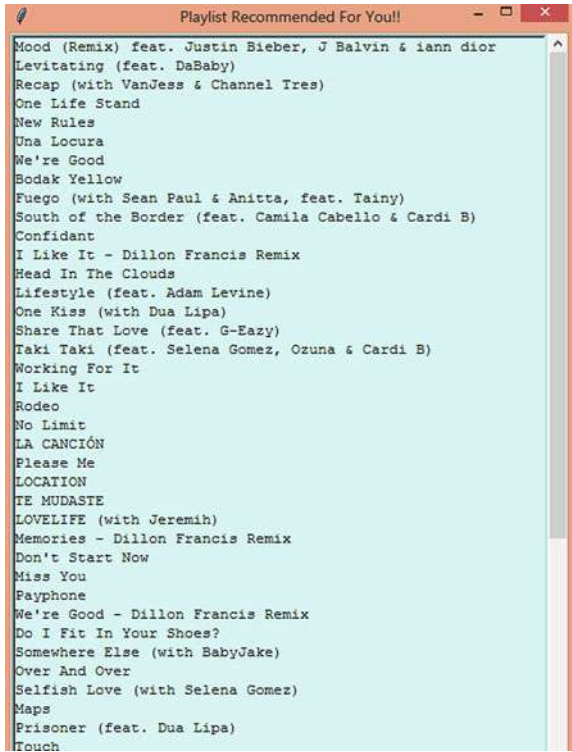 Playlist Recommended For You!!
Mood (Remix) feat. Justin Bieber, J Balvin & iann dior
Levitating (feat. DaBaby)
Recap (with VanJess & Channel Tres)
One Life Stand
New Rules
Una Locura
We're Good
Bodak Yellow
Fuego (with Sean Paul & Anitta, feat. Tainy)
South of the Border (feat. Camila Cabello & Cardi B)
Confidant
I Like It - Dillon Francis Remix
Head In The Clouds
Lifestyle (feat. Adam Levine)
One Kiss (with Dua Lipa)
Share That Love (feat. G-Eazy)
Taki Taki (feat. Selena Gomez, Ozuna & Cardi B)
Working For It
I Like It
Rodeo
No Limit
LA CANCIÓN
Please Me
LOCATION
TE MUDASTE
LOVELIFE (with Jeremih)
Memories - Dillon Francis Remix
Don't Start Now
Miss You
Payphone
We're Good - Dillon Francis Remix
Do I Fit In Your Shoes?
Somewhere Else (with BabyJake)
Over And Over
Selfish Love (with Selena Gomez)
Maps
Prisoner (feat. Dua Lipa)
Touch